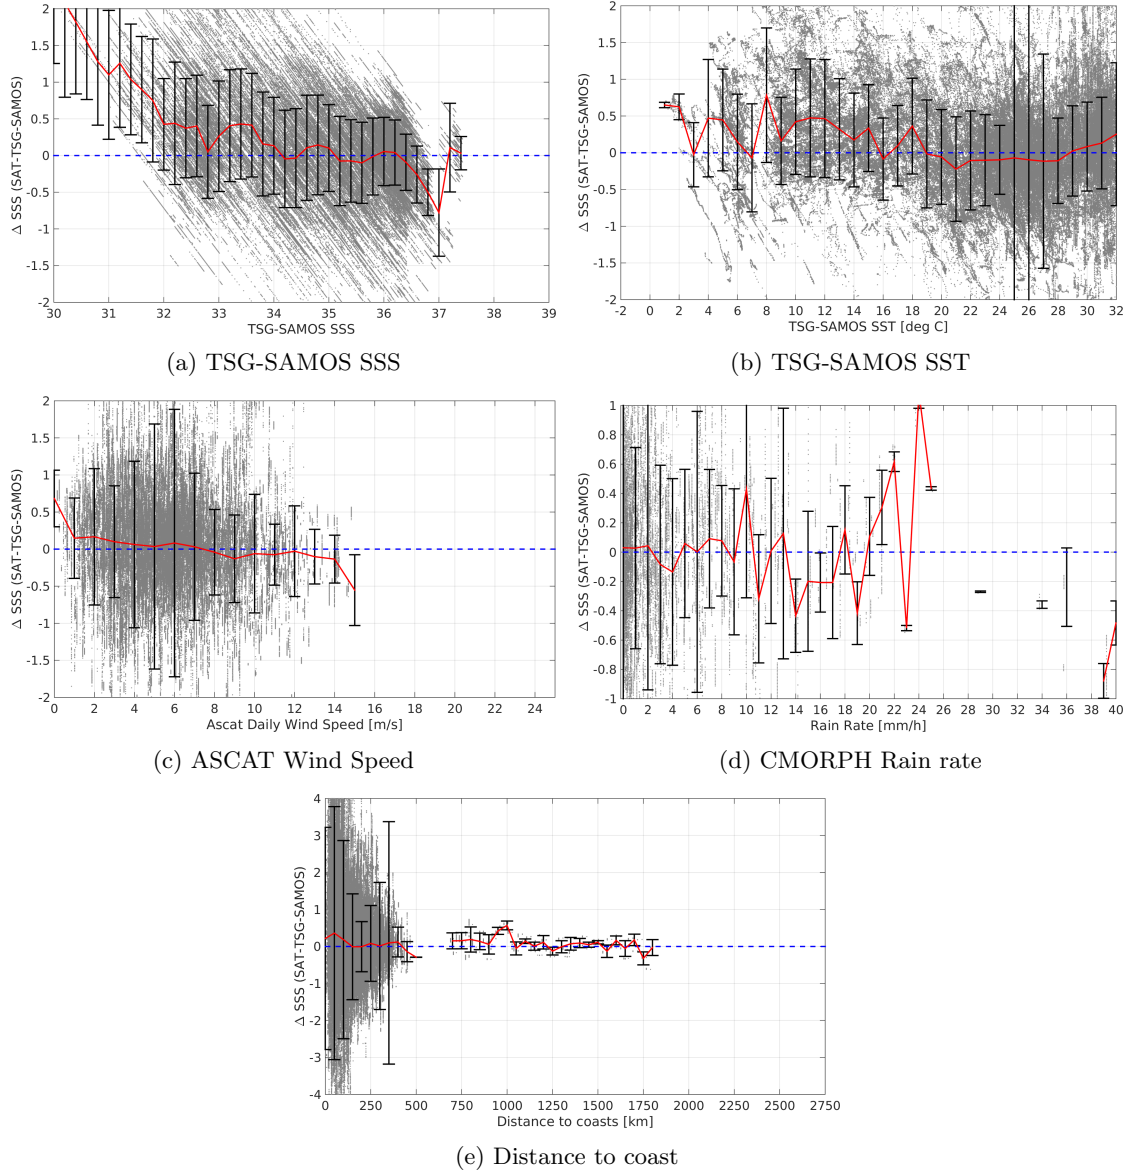 2
1.5
1
0.5
0
-0.5
-1
-1.5
-2
Δ SSS (SAT-TSG-SAMOS)
30 31 32 33 34 35 36 37 38 39
TSG-SAMOS SSS
(a) TSG-SAMOS SSS
2
1.5
1
0.5
0
-0.5
-1
-1.5
-2
Δ SSS (SAT-TSG-SAMOS)
-2 0 2 4 6 8 10 12 14 16 18 20 22 24 26 28 30 32
TSG-SAMOS SST [deg C]
(b) TSG-SAMOS SST
2
1.5
1
0.5
0
-0.5
-1
-1.5
-2
Δ SSS (SAT-TSG-SAMOS)
0 2 4 6 8 10 12 14 16 18 20 22 24
Ascat Daily Wind Speed [m/s]
(c) ASCAT Wind Speed
1
0.8
0.6
0.4
0.2
0
-0.2
-0.4
-0.6
-0.8
-1
Δ SSS (SAT-TSG-SAMOS)
0 2 4 6 8 10 12 14 16 18 20 22 24 26 28 30 32 34 36 38 40
Rain Rate [mm/h]
(d) CMORPH Rain rate
4
3
2
1
0
-1
-2
-3
-4
Δ SSS (SAT-TSG-SAMOS)
0 250 500 750 1000 1250 1500 1750 2000 2250 2500 2750
Distance to coasts [km]
(e) Distance to coast